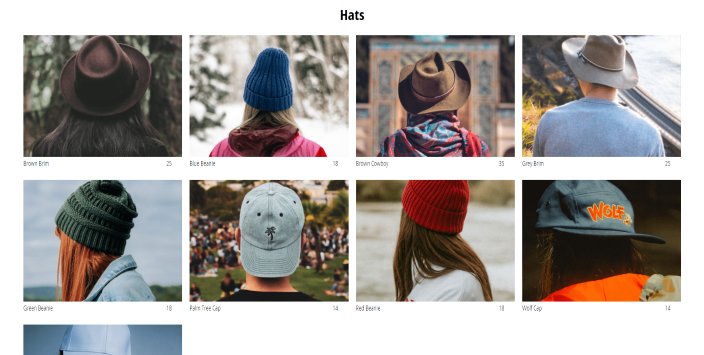 Hats
Brown Brim 25
Blue Beanie 18
Brown Cowboy 35
Grey Brim 25
WOLF
Green Beanie 18
Palm Tree Cap 14
Red Beanie 18
Wolf Cap 14